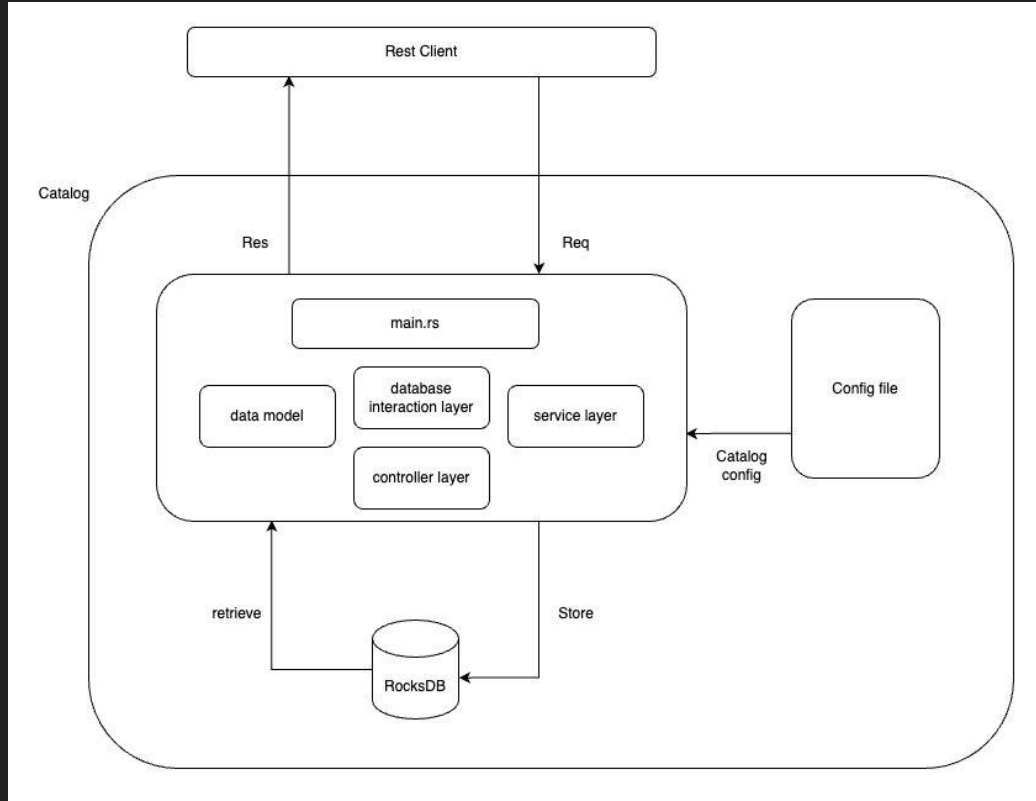 Rest Client
Catalog
Res
Req
main.rs
data model
database
interaction layer
service layer
controller layer
Config file
Catalog
config
retrieve
Store
RocksDB